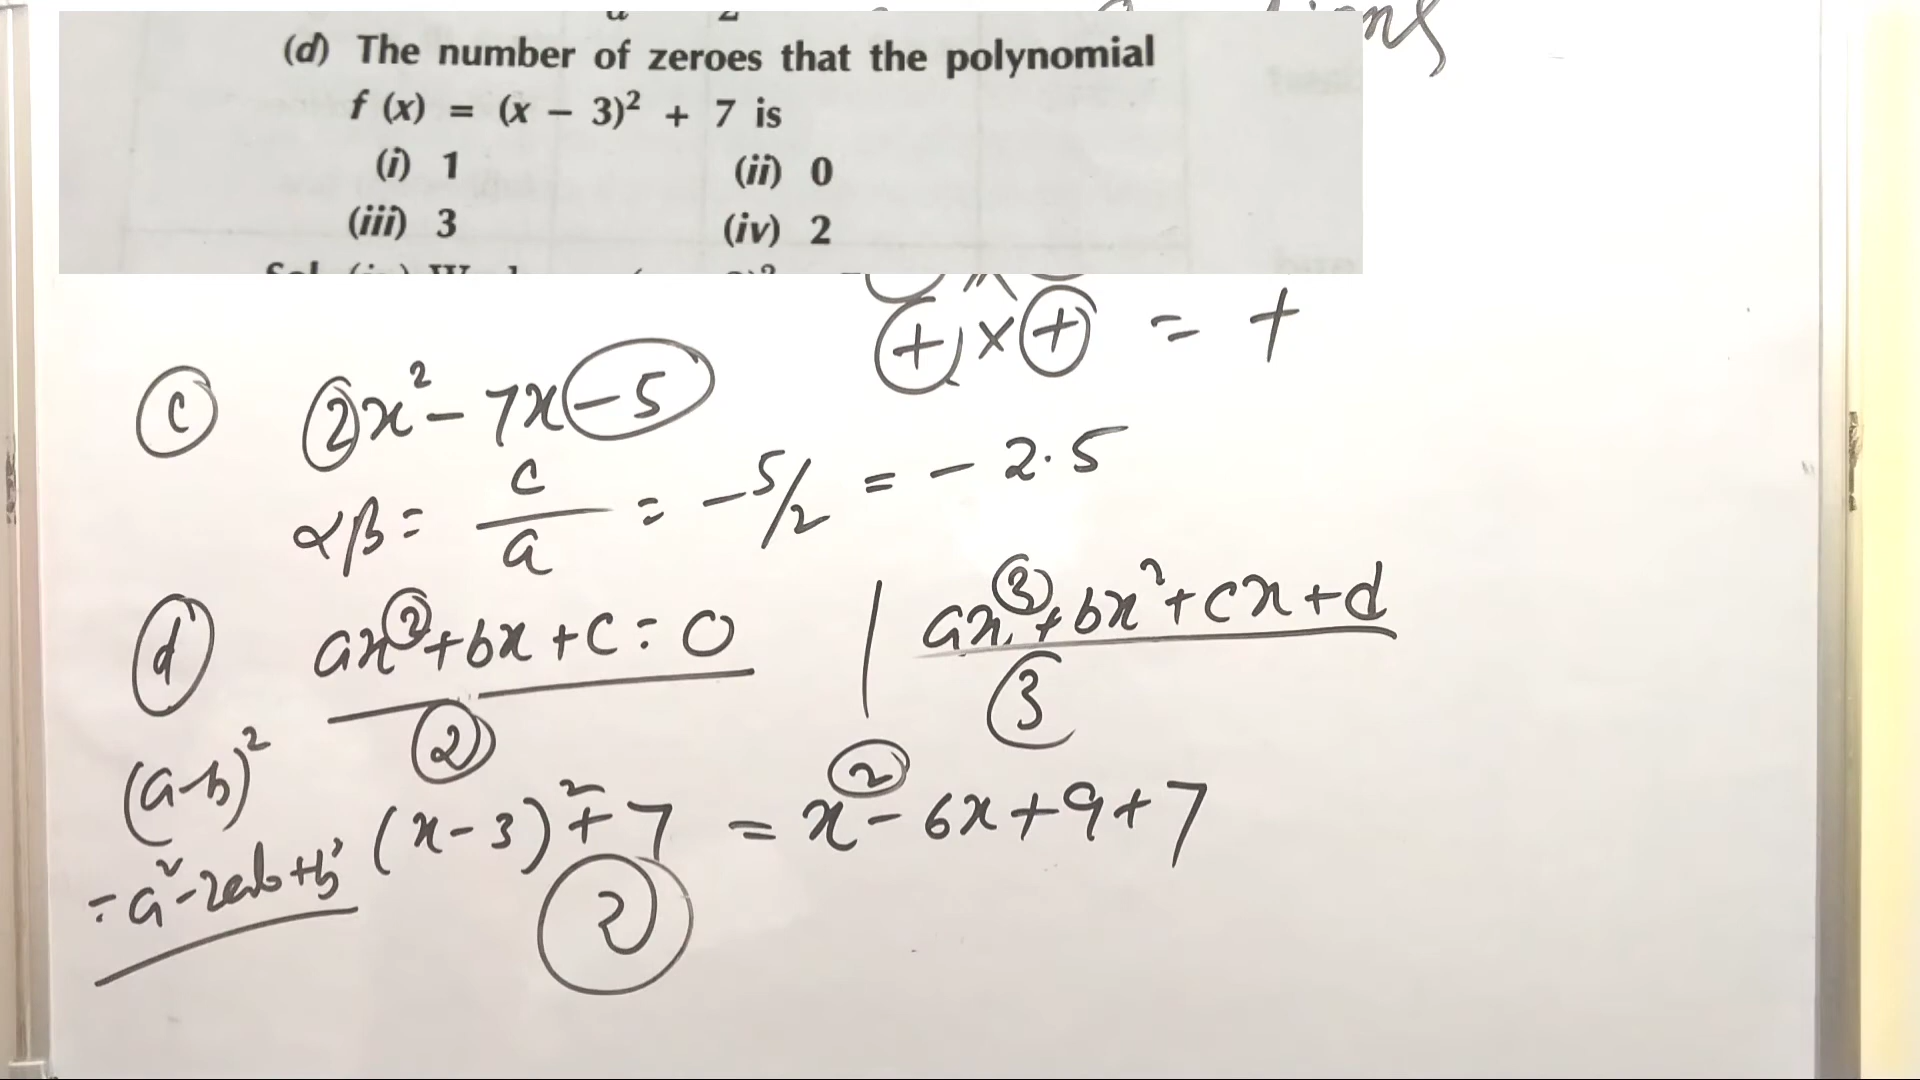 (d) The number of zeroes that the polynomial
f (x) = (x – 3)² + 7 is
(i) 1 (ii) 0
(iii) 3 (iv) 2
(+) × (+) = +
(c) 2x² - 7x - 5
αβ = c/a = -5/2 = -2.5
(d) ax² + bx + c = 0 | ax³ + bx² + cx + d
(2) (3)
(a-b)²
= a² - 2ab + b²
(x-3)² + 7 = x² - 6x + 9 + 7
(2)